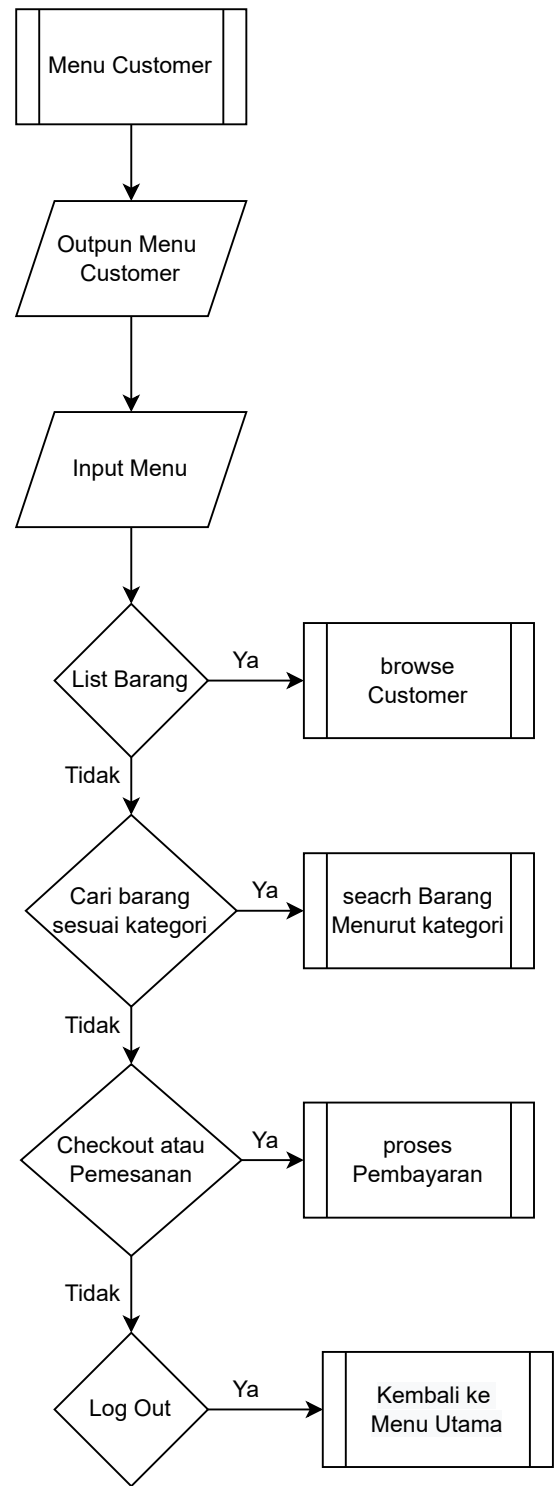 Menu Customer
Outpun Menu
Customer
Input Menu
List Barang
Ya
browse
Customer
Tidak
Cari barang
sesuai kategori
Ya
seacrh Barang
Menurut kategori
Tidak
Checkout atau
Pemesanan
Ya
proses
Pembayaran
Tidak
Log Out
Ya
Kembali ke
Menu Utama